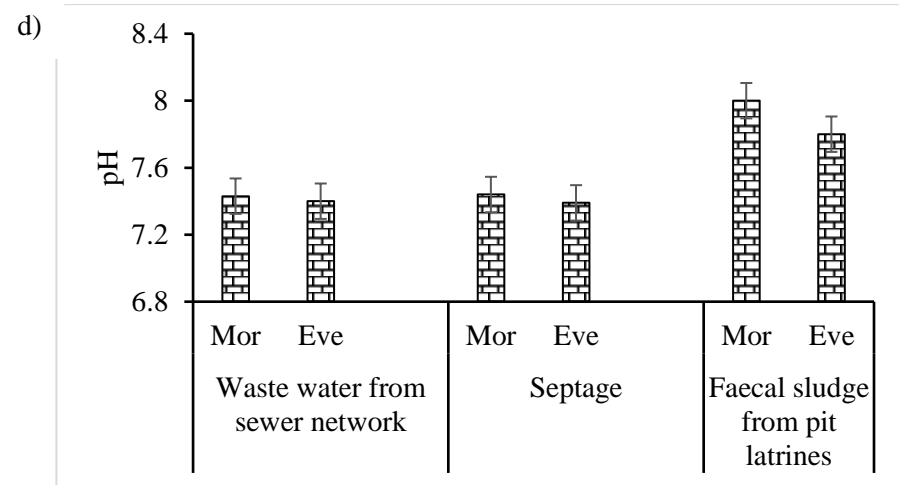 d)
8.4
8
7.6
7.2
6.8
pH
Mor Eve Mor Eve Mor Eve
Waste water from
sewer network
Septage
Faecal sludge
from pit
latrines